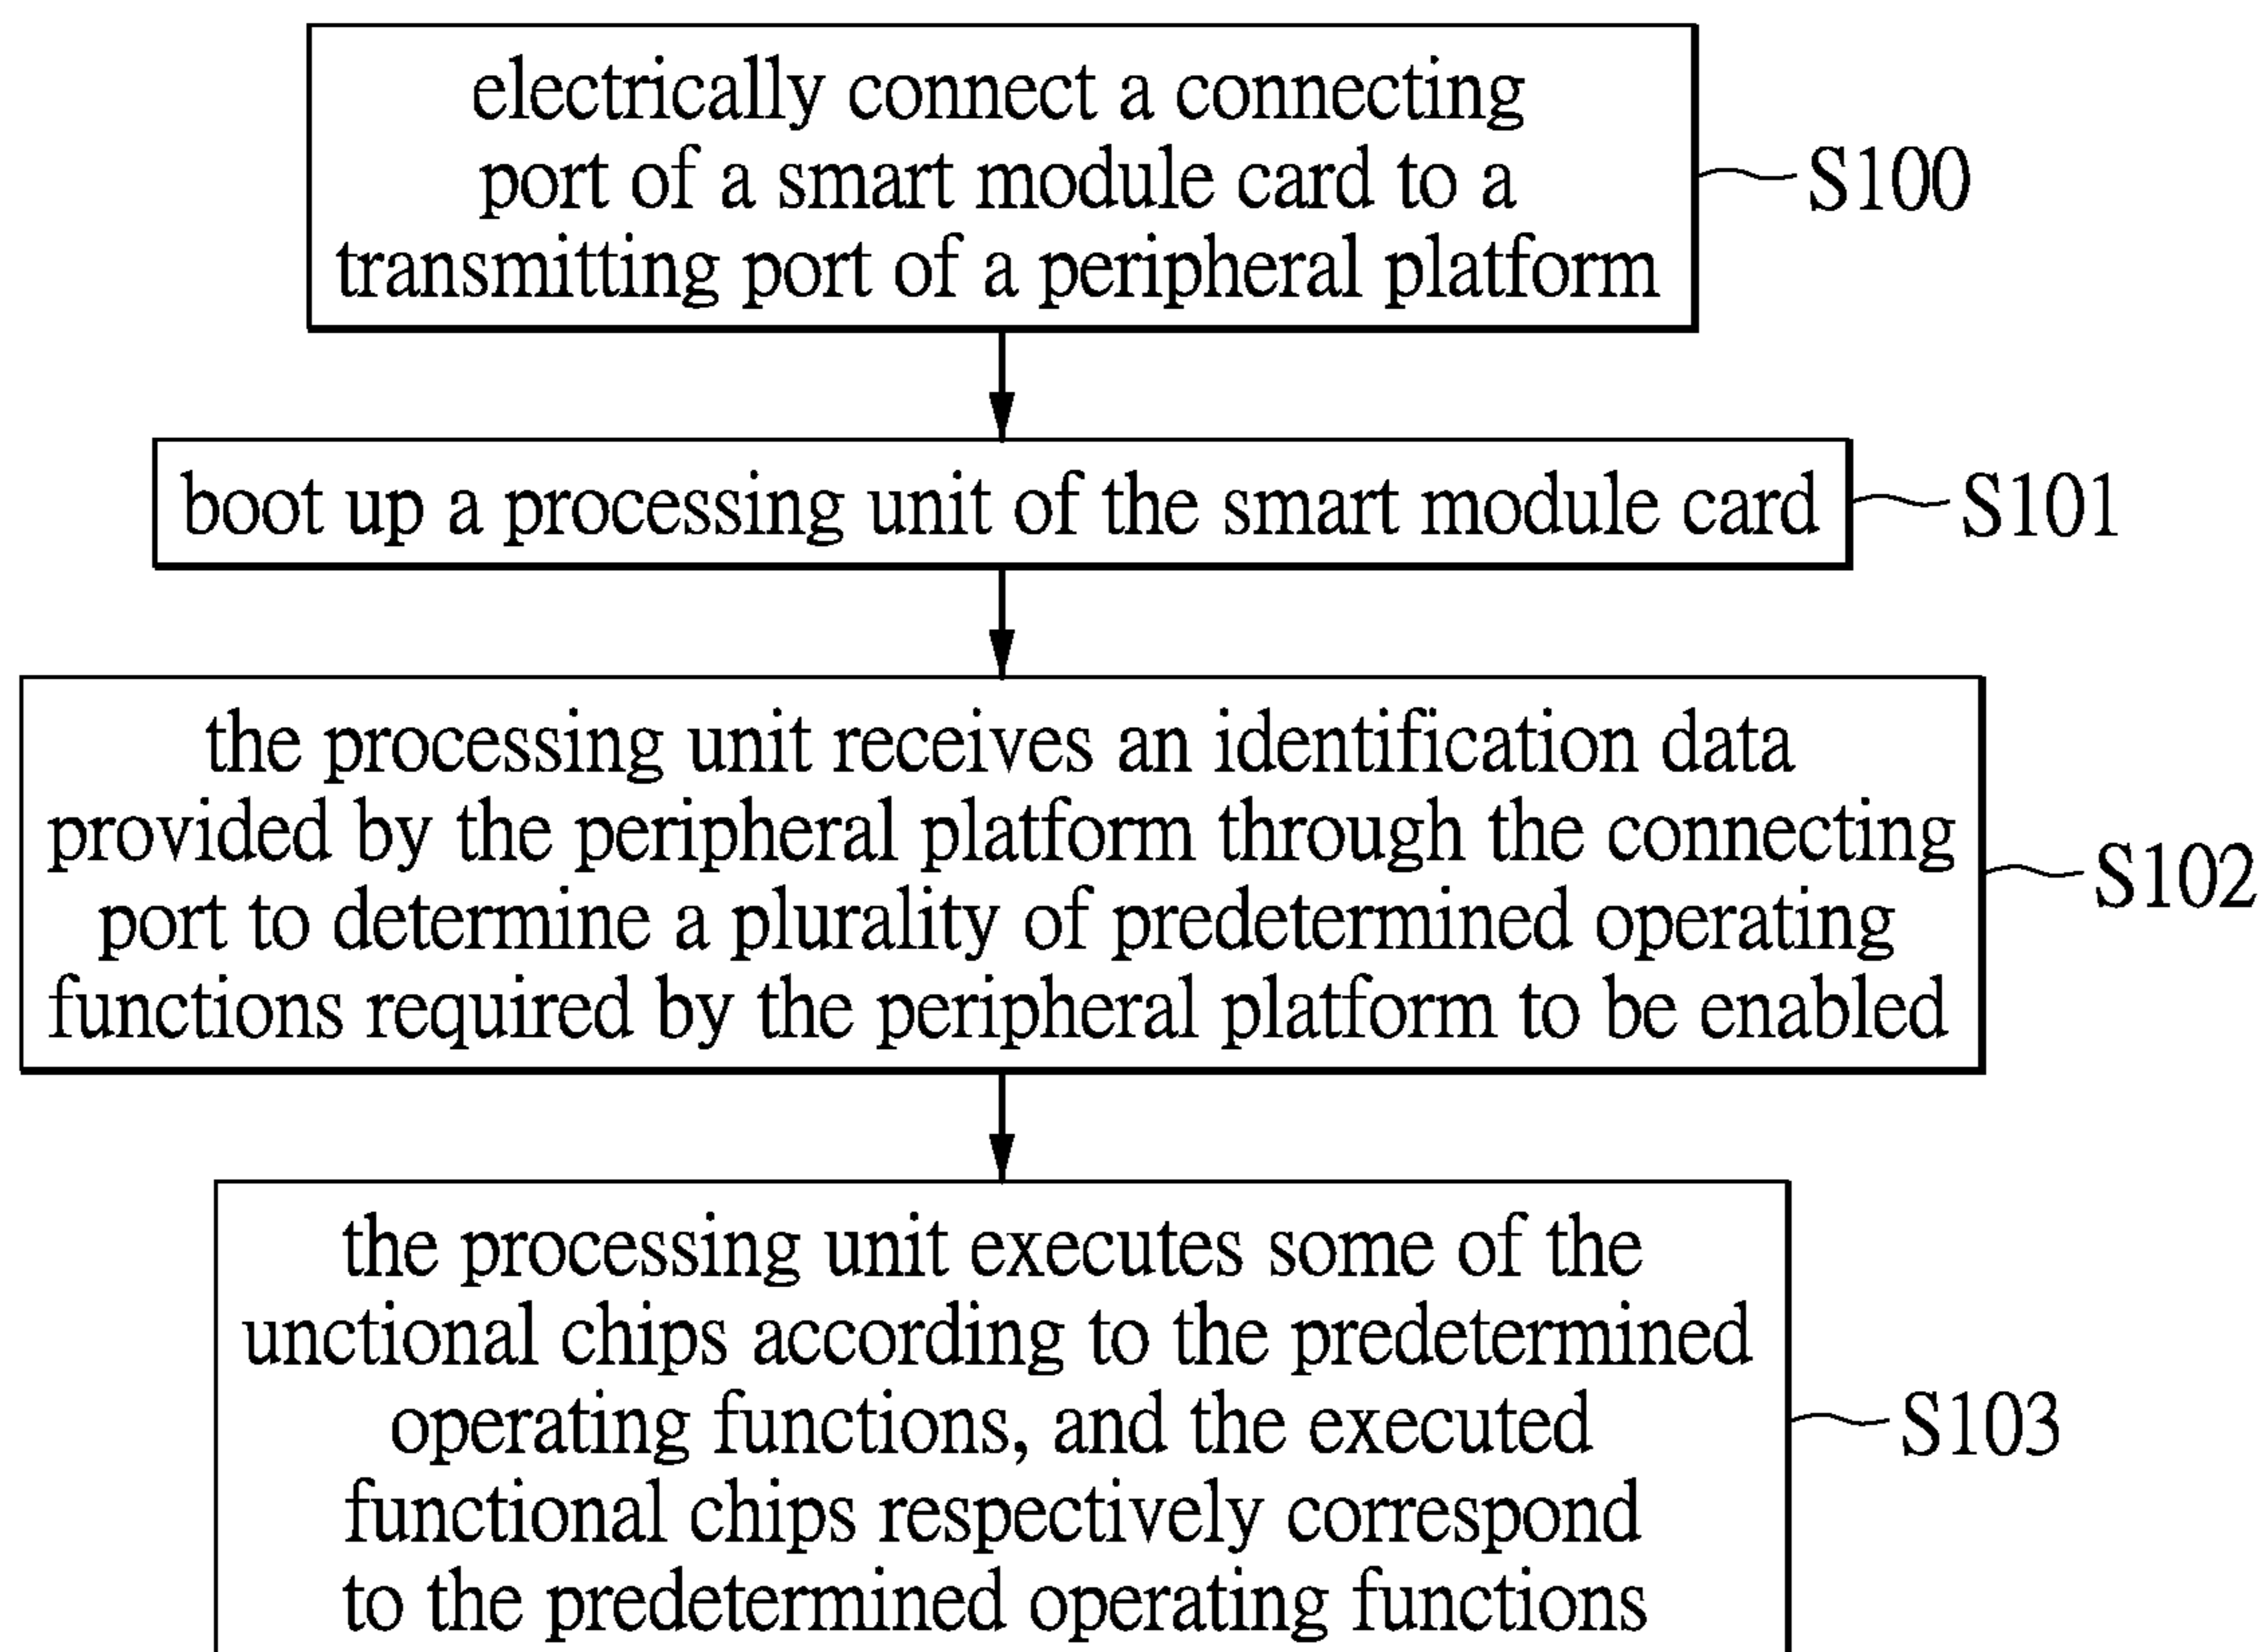 electrically connect a connecting
port of a smart module card to a
transmitting port of a peripheral platform
S100
boot up a processing unit of the smart module card
S101
the processing unit receives an identification data
provided by the peripheral platform through the connecting
port to determine a plurality of predetermined operating
functions required by the peripheral platform to be enabled
S102
the processing unit executes some of the
unctional chips according to the predetermined
operating functions, and the executed
functional chips respectively correspond
to the predetermined operating functions
S103